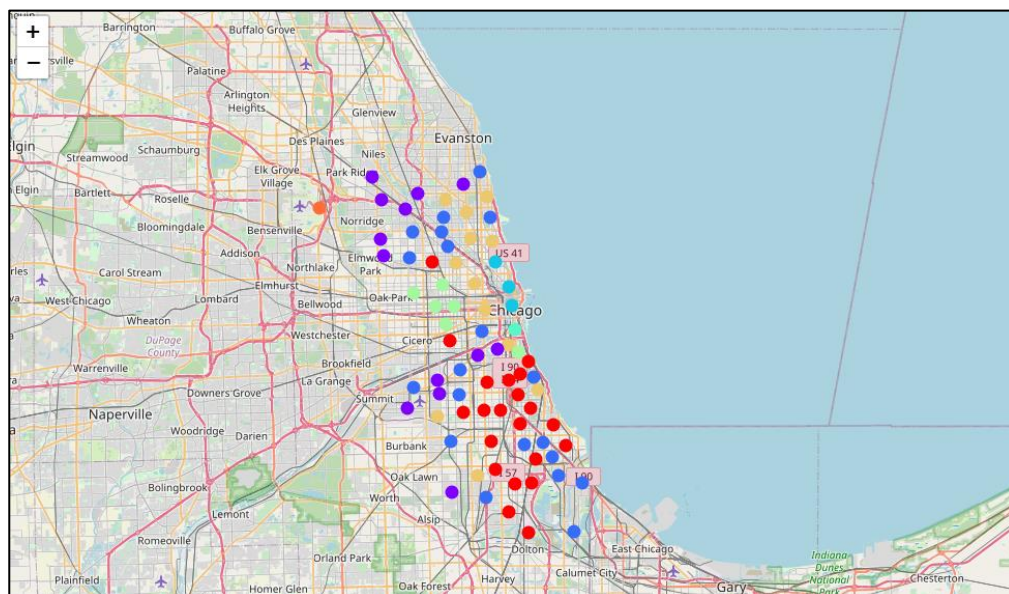 +
−
Barrington
Buffalo Grove
Palatine
Arlington
Heights
Glenview
Des Plaines
Evanston
Niles
Elgin
Schaumburg
Streamwood
Elk Grove
Village
Park Rid
Bartlett
Roselle
Norridge
Bloomingdale
Bensenville
Elmwood
Park
US 41
Addison
Northlake
Carol Stream
Elmhurst
Oak Park
West Chicago
Lombard
Bellwood
Chicago
Wheaton
Westchester
Cicero
DuPage
County
Brookfield
Warrenville
La Grange
I 90
Downers Grove
Summit
Naperville
Woodridge
Darien
Burbank
Oak Lawn
I 57
I 90
Bolingbrook
Worth
Lemont
Alsip
Romeoville
Dolton
East Chicago
Orland Park
Indiana
Dunes
National
Park
Plainfield
Oak Forest
Harvey
Calumet City
Chesterton
Homer Glen
Gary